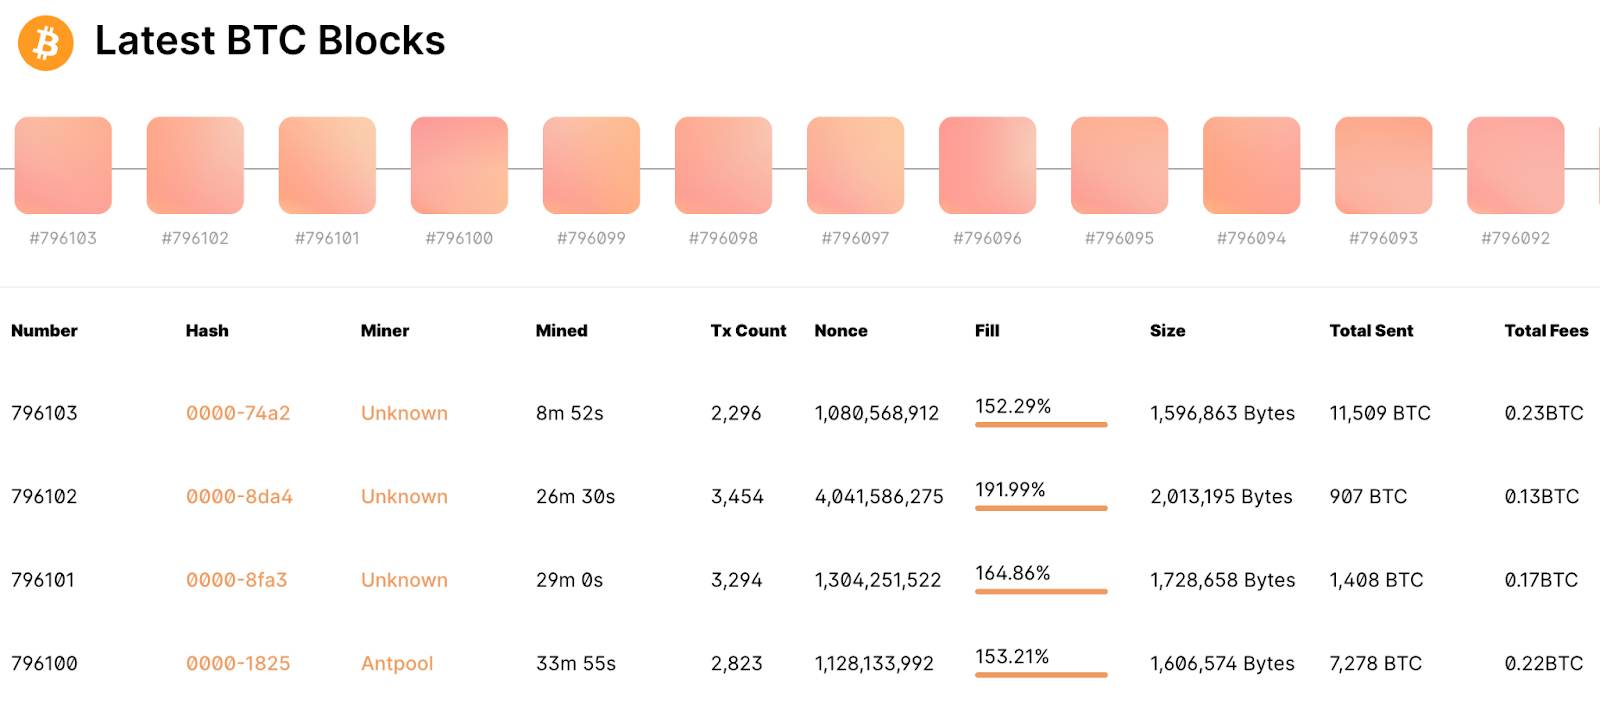 Latest BTC Blocks
#796103 #796102 #796101 #796100 #796099 #796098 #796097 #796096 #796095 #796094 #796093 #796092
Number Hash Miner Mined Tx Count Nonce Fill Size Total Sent Total Fees
796103 0000-74a2 Unknown 8m 52s 2,296 1,080,568,912 152.29% 1,596,863 Bytes 11,509 BTC 0.23BTC
796102 0000-8da4 Unknown 26m 30s 3,454 4,041,586,275 191.99% 2,013,195 Bytes 907 BTC 0.13BTC
796101 0000-8fa3 Unknown 29m 0s 3,294 1,304,251,522 164.86% 1,728,658 Bytes 1,408 BTC 0.17BTC
796100 0000-1825 Antpool 33m 55s 2,823 1,128,133,992 153.21% 1,606,574 Bytes 7,278 BTC 0.22BTC